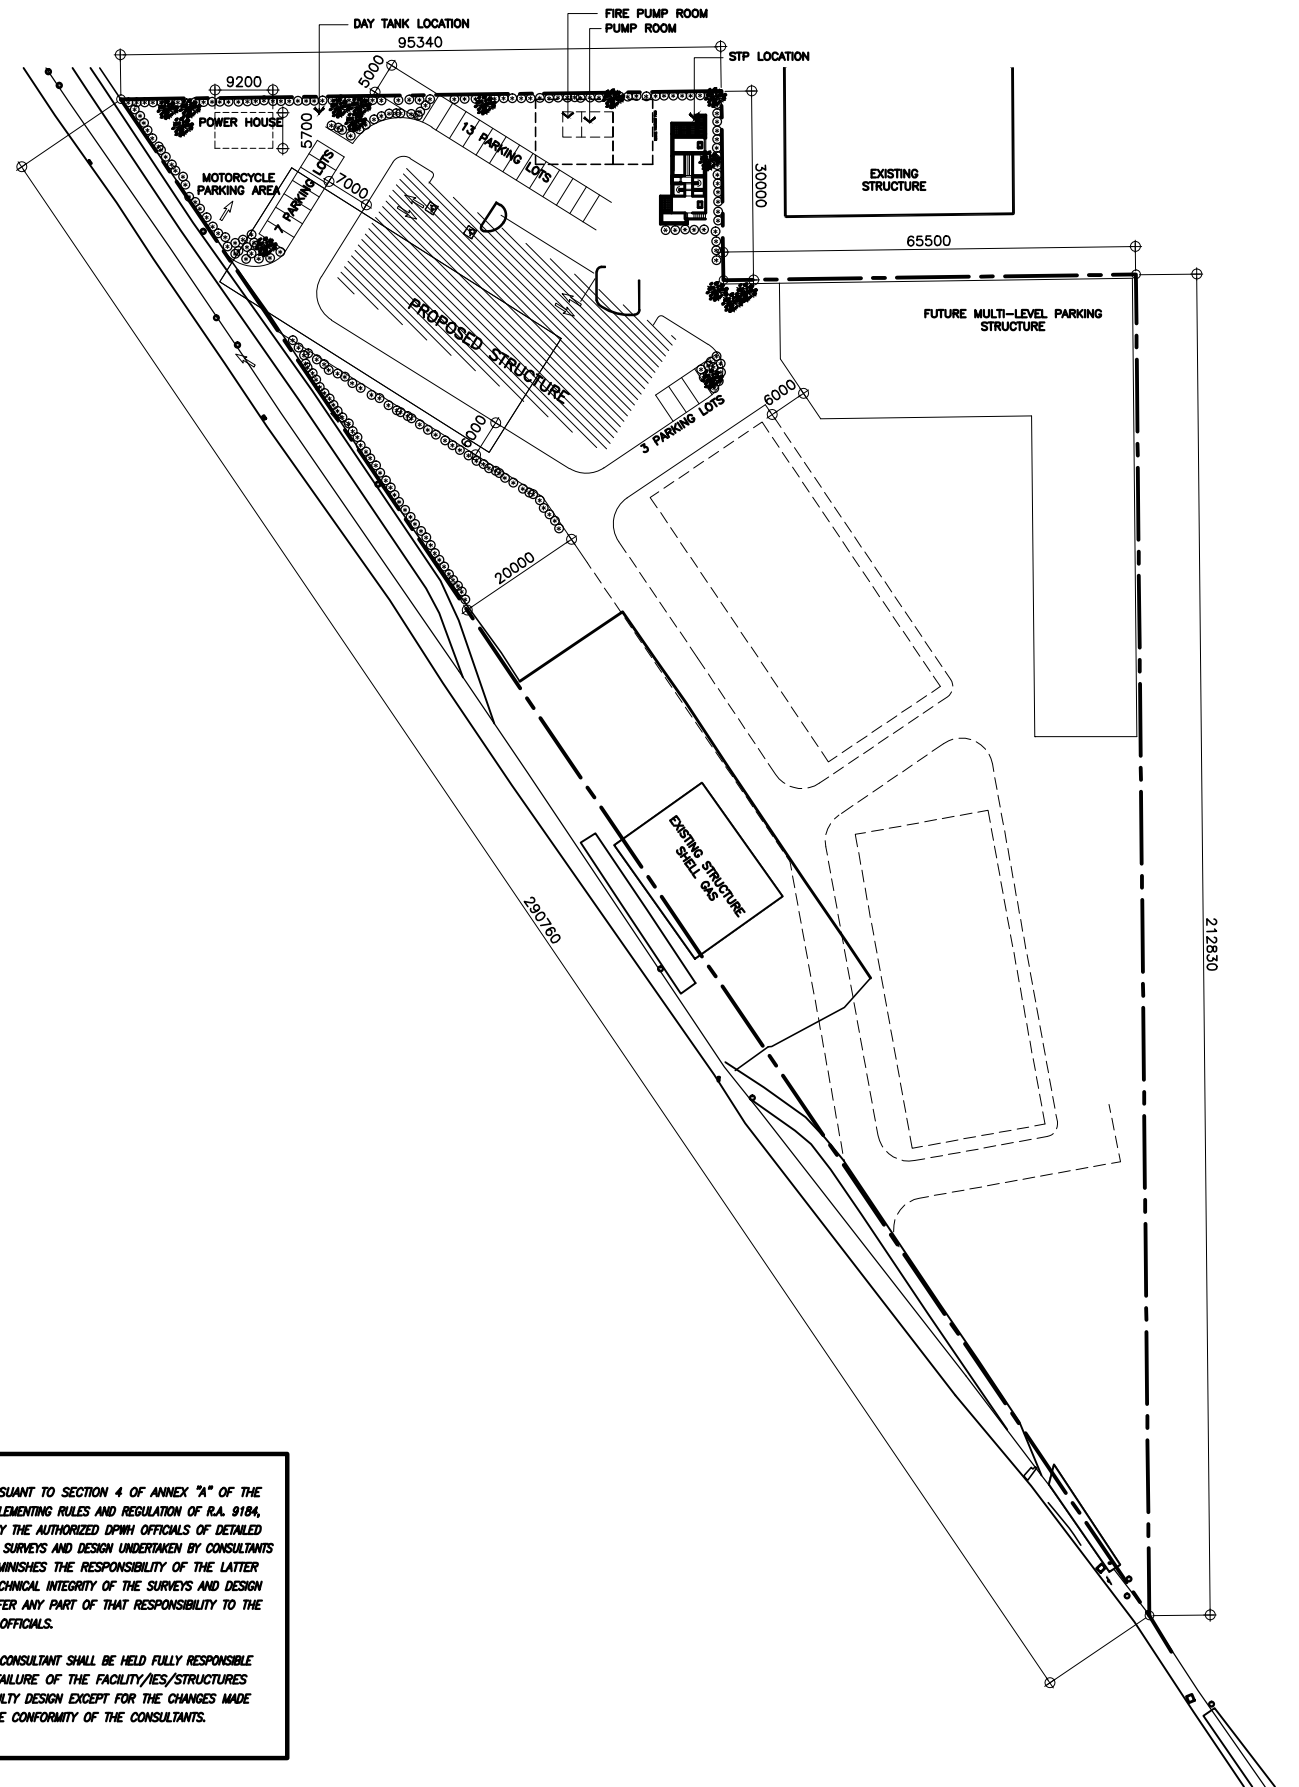 FIRE PUMP ROOM
DAY TANK LOCATION
PUMP ROOM
95340
STP LOCATION
5000
9200
POWER HOUSE
5700
13 PARKING LOTS
30000
EXISTING
STRUCTURE
MOTORCYCLE
PARKING AREA
7 PARKING LOTS
7000
65500
PROPOSED STRUCTURE
FUTURE MULTI-LEVEL PARKING
STRUCTURE
6000
3 PARKING LOTS
6000
20000
EXISTING STRUCTURE
SHELL GAS
290760
212830
SUANT TO SECTION 4 OF ANNEX "A" OF THE
LEMENTING RULES AND REGULATION OF R.A. 9184,
Y THE AUTHORIZED DPWH OFFICIALS OF DETAILED
SURVEYS AND DESIGN UNDERTAKEN BY CONSULTANTS
MINISHES THE RESPONSIBILITY OF THE LATTER
CHNICAL INTEGRITY OF THE SURVEYS AND DESIGN
FER ANY PART OF THAT RESPONSIBILITY TO THE
OFFICIALS.
CONSULTANT SHALL BE HELD FULLY RESPONSIBLE
AILURE OF THE FACILITY/IES/STRUCTURES
ULTY DESIGN EXCEPT FOR THE CHANGES MADE
E CONFORMITY OF THE CONSULTANTS.